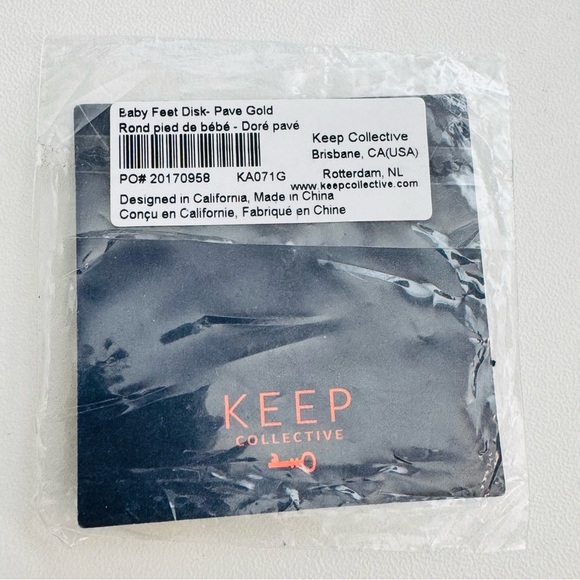 Baby Feet Disk- Pave Gold
Rond pied de bébé - Doré pavé
Keep Collective
Brisbane, CA(USA)
PO# 20170958 KA071G
Rotterdam, NL
www.keepcollective.com
Designed in California, Made in China
Conçu en Californie, Fabriqué en Chine
KEEP
COLLECTIVE